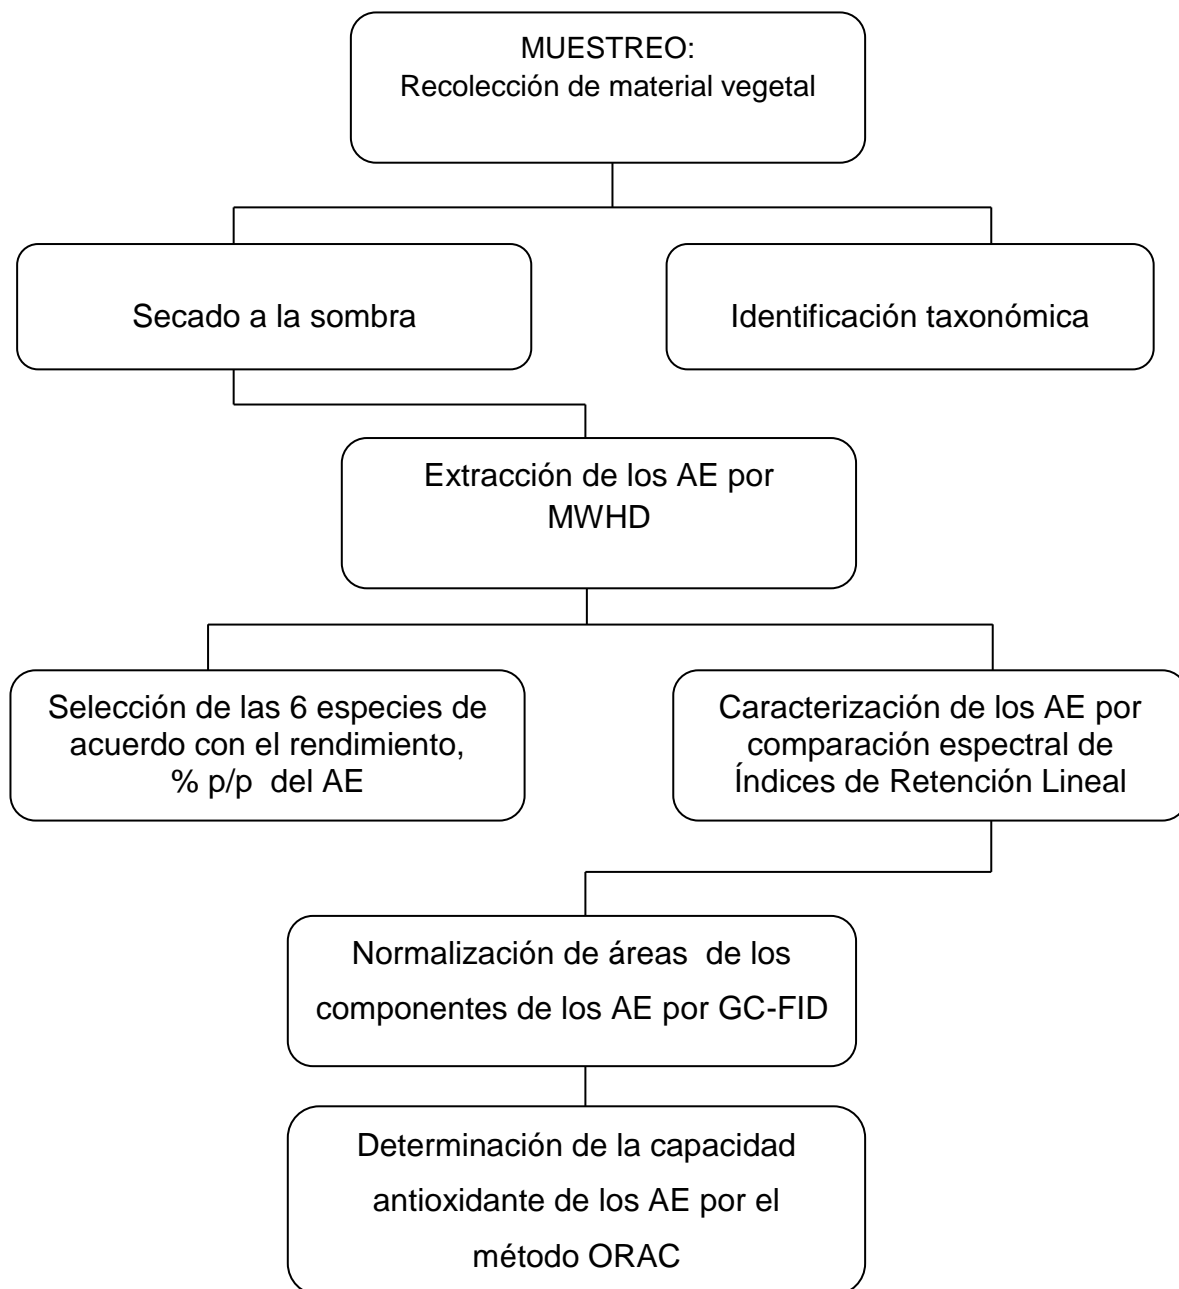 MUESTREO:
Recolección de material vegetal
Secado a la sombra
Identificación taxonómica
Extracción de los AE por
MWHD
Selección de las 6 especies de
acuerdo con el rendimiento,
% p/p del AE
Caracterización de los AE por
comparación espectral de
Índices de Retención Lineal
Normalización de áreas de los
componentes de los AE por GC-FID
Determinación de la capacidad
antioxidante de los AE por el
método ORAC